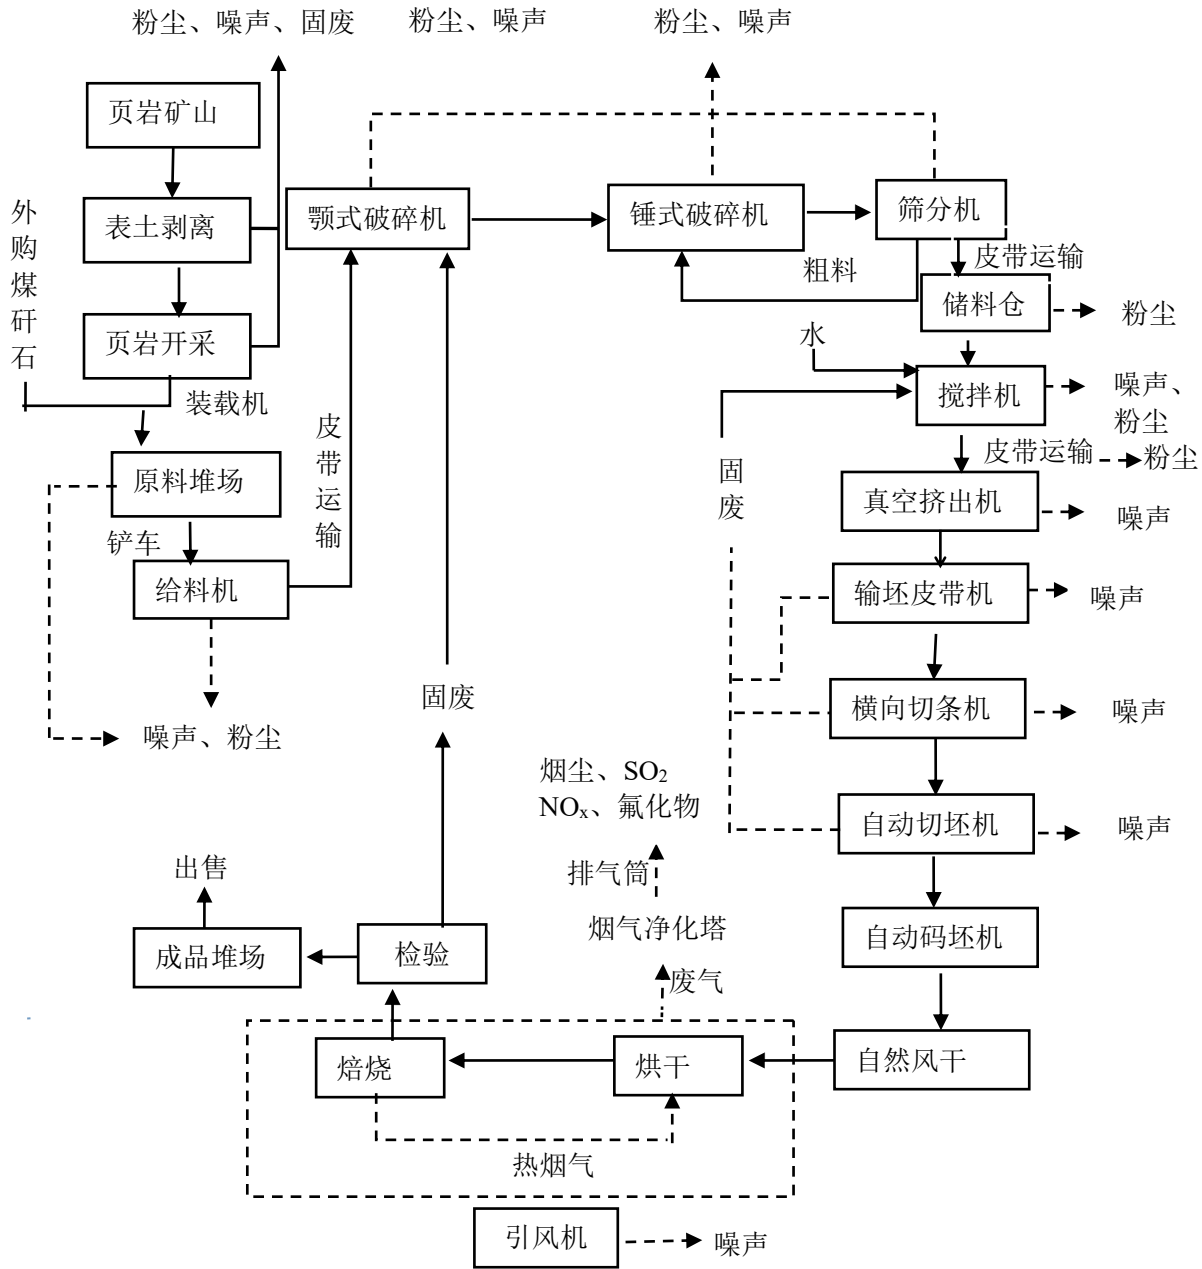 粉尘、噪声、固废
粉尘、噪声
粉尘、噪声
页岩矿山
表土剥离
页岩开采
外购煤矸石
装载机
原料堆场
铲车
给料机
噪声、粉尘
皮带运输
颚式破碎机
锤式破碎机
筛分机
粗料
皮带运输
储料仓
粉尘
水
搅拌机
噪声、
粉尘
皮带运输
粉尘
固废
真空挤出机
噪声
输坯皮带机
噪声
横向切条机
噪声
自动切坯机
噪声
自动码坯机
自然风干
烘干
焙烧
热烟气
废气
烟气净化塔
排气筒
烟尘、SO₂
NOₓ、氟化物
检验
固废
成品堆场
出售
引风机
噪声